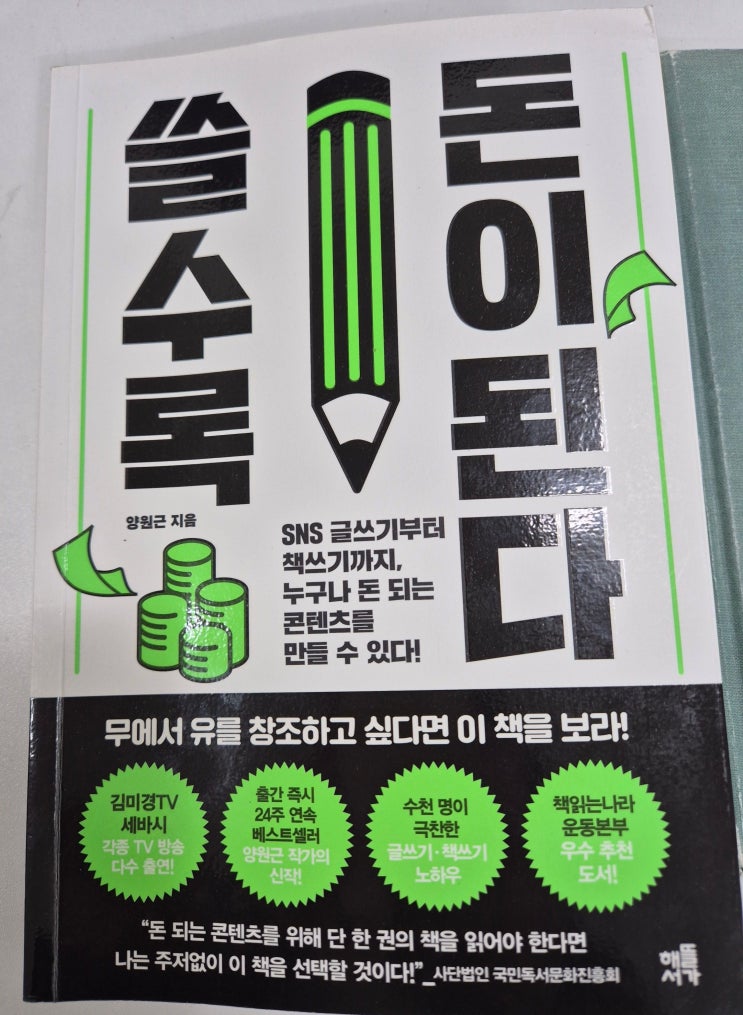 쓸수록
돈이된다
양원근 지음
SNS 글쓰기부터
책쓰기까지,
누구나 돈 되는
콘텐츠를
만들 수 있다!
무에서 유를 창조하고 싶다면 이 책을 보라!
김미경TV
세바시
각종 TV 방송
다수 출연!
출간 즉시
24주 연속
베스트셀러
양원근 작가의
신작!
수천 명이
극찬한
글쓰기·책쓰기
노하우
책읽는나라
운동본부
우수 추천
도서!
“돈 되는 콘텐츠를 위해 단 한 권의 책을 읽어야 한다면
나는 주저없이 이 책을 선택할 것이다!”_사단법인 국민독서문화진흥회
해뜰
서가